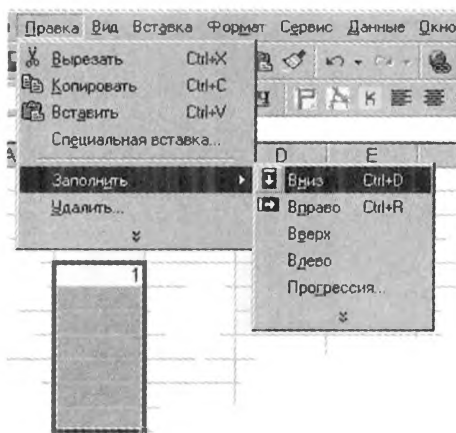 Правка Вид Вставка Формат Сервис Данные Окно
Вырезать Ctrl+X
Копировать Ctrl+C
Вставить Ctrl+V
Специальная вставка...
Заполнить
Удалить...
D E
Вниз Ctrl+D
Вправо Ctrl+R
Вверх
Влево
Прогрессия...
1